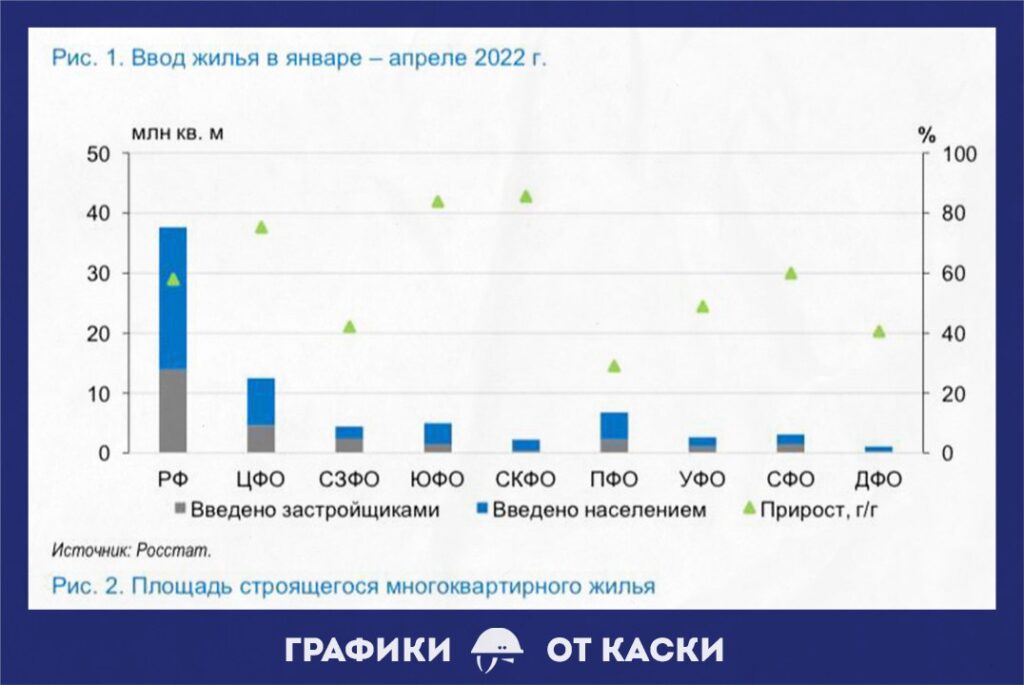 Рис. 1. Ввод жилья в январе – апреле 2022 г.
млн кв. м %
50 100
40 80
30 60
20 40
10 20
0 0
РФ ЦФО СЗФО ЮФО СКФО ПФО УФО СФО ДФО
Введено застройщиками Введено населением Прирост, г/г
Источник: Росстат.
Рис. 2. Площадь строящегося многоквартирного жилья
ГРАФИКИ ОТ КАСКИ